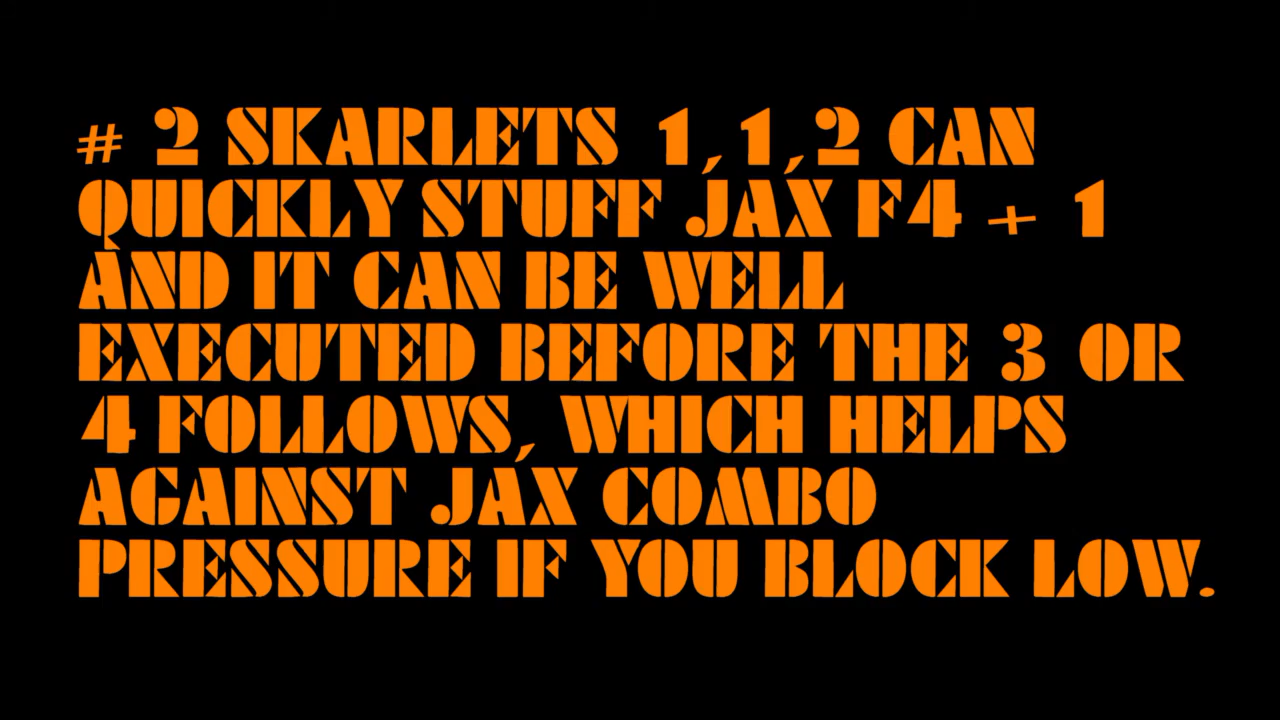 # 2 SKARLETS 1,1,2 CAN
QUICKLY STUFF JAX F4 + 1
AND IT CAN BE WELL
EXECUTED BEFORE THE 3 OR
4 FOLLOWS, WHICH HELPS
AGAINST JAX COMBO
PRESSURE IF YOU BLOCK LOW.